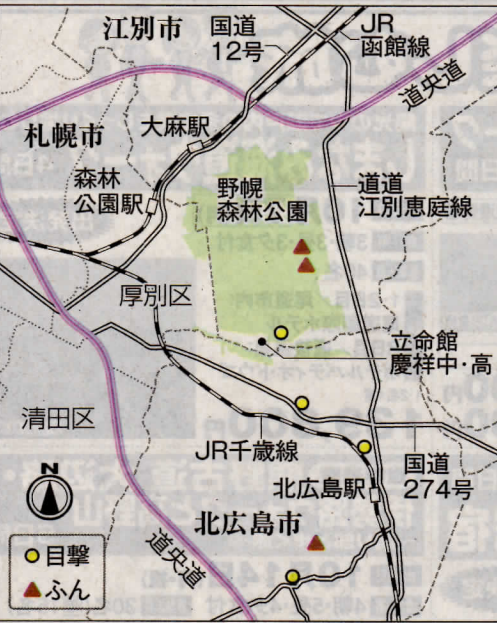 江別市
国道
12号
JR
函館線
道央道
札幌市
大麻駅
森林
公園駅
野幌
森林公園
道道
江別恵庭線
厚別区
立命館
慶祥中・高
清田区
JR千歳線
国道
274号
北広島駅
N
北広島市
道央道
目撃
ふん